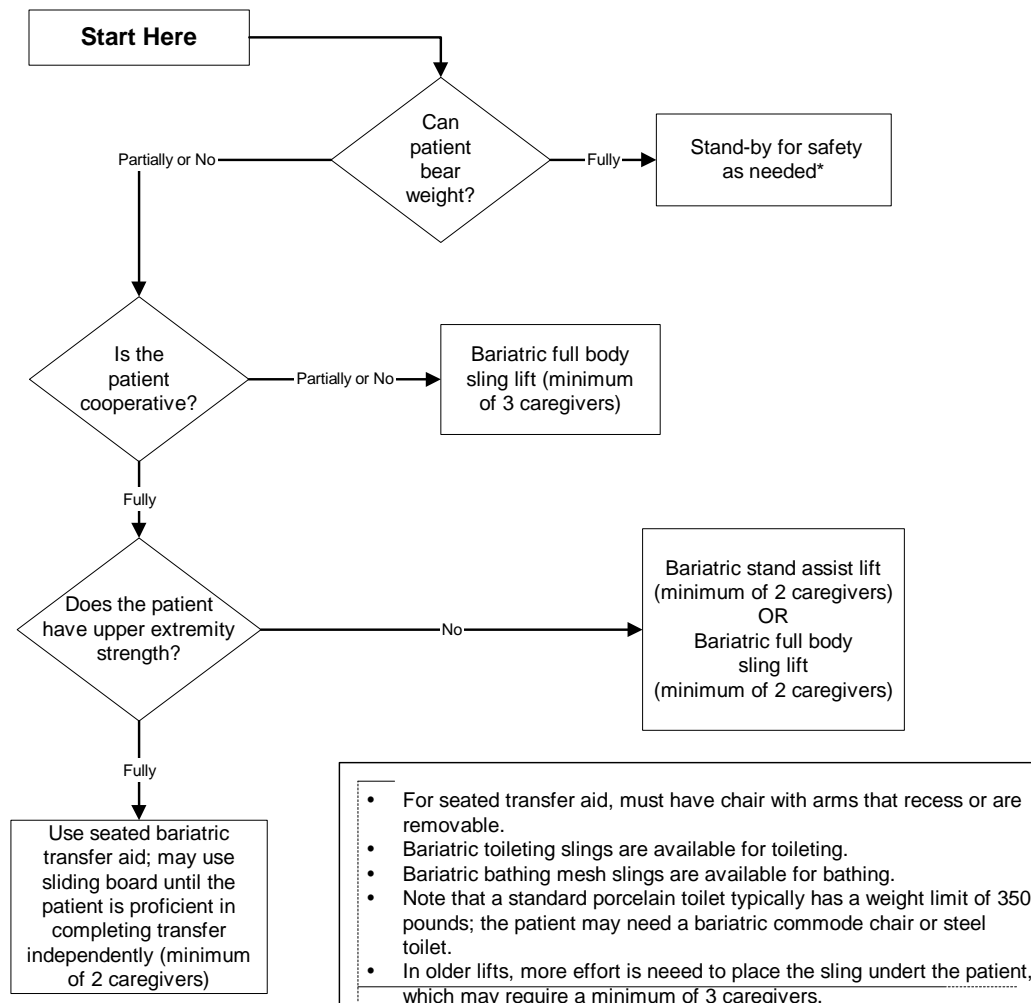 Start Here
Can
patient
bear
weight?
Partially or No
Fully
Stand-by for safety
as needed*
Is the
patient
cooperative?
Partially or No
Bariatric full body
sling lift (minimum
of 3 caregivers)
Fully
Does the patient
have upper extremity
strength?
No
Bariatric stand assist lift
(minimum of 2 caregivers)
OR
Bariatric full body
sling lift
(minimum of 2 caregivers)
Fully
Use seated bariatric
transfer aid; may use
sliding board until the
patient is proficient in
completing transfer
independently (minimum
of 2 caregivers)
• For seated transfer aid, must have chair with arms that recess or are
removable.
• Bariatric toileting slings are available for toileting.
• Bariatric bathing mesh slings are available for bathing.
• Note that a standard porcelain toilet typically has a weight limit of 350
pounds; the patient may need a bariatric commode chair or steel
toilet.
• In older lifts, more effort is neeed to place the sling undert the patient,
which may require a minimum of 3 caregivers.